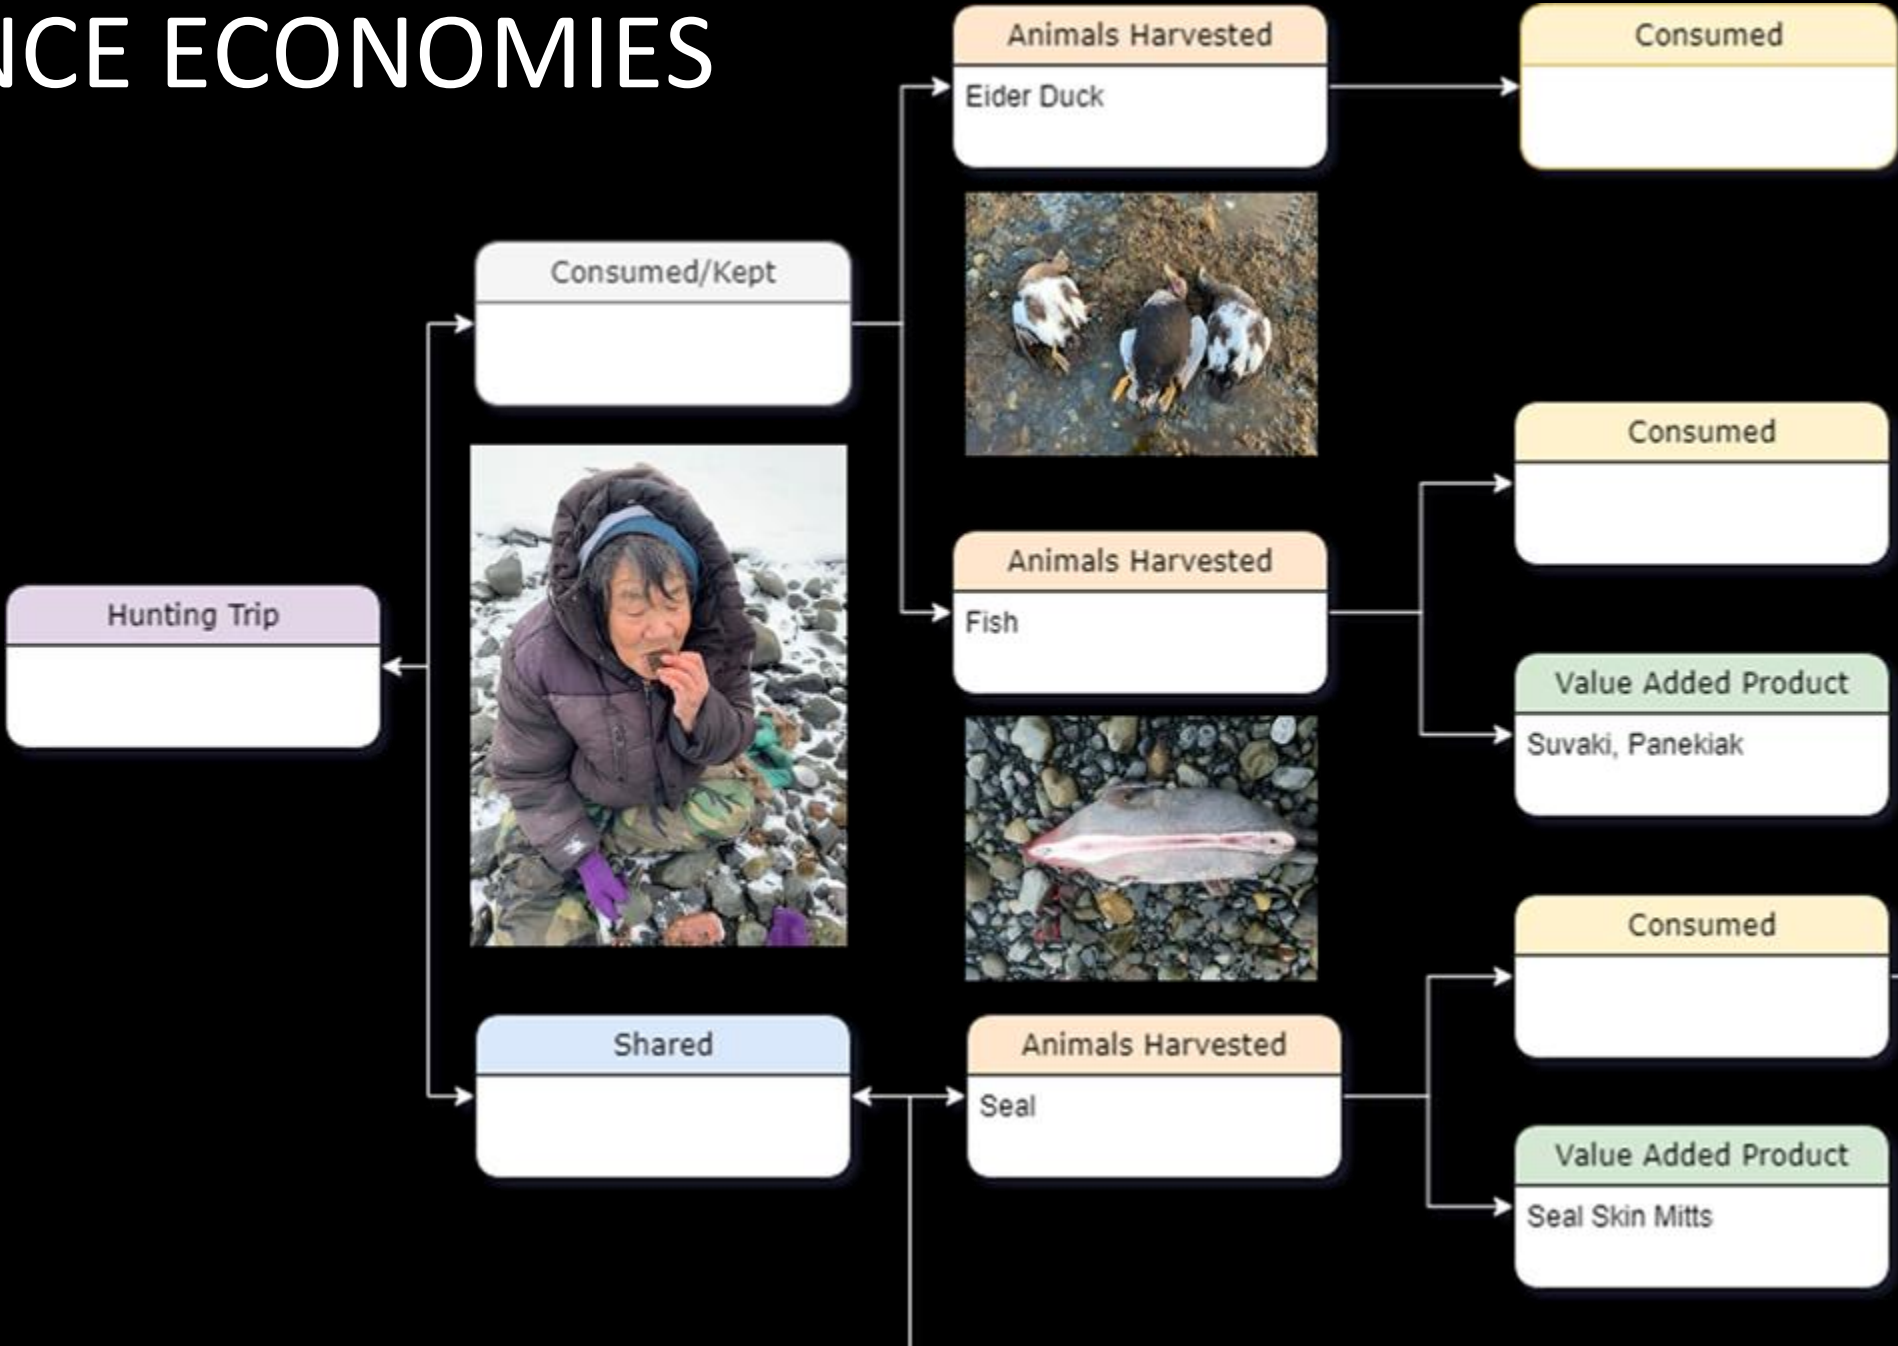 NCE ECONOMIES
Animals Harvested
Eider Duck
Consumed
Consumed/Kept
Hunting Trip
Animals Harvested
Fish
Consumed
Value Added Product
Suvaki, Panekiak
Shared
Animals Harvested
Seal
Consumed
Value Added Product
Seal Skin Mitts